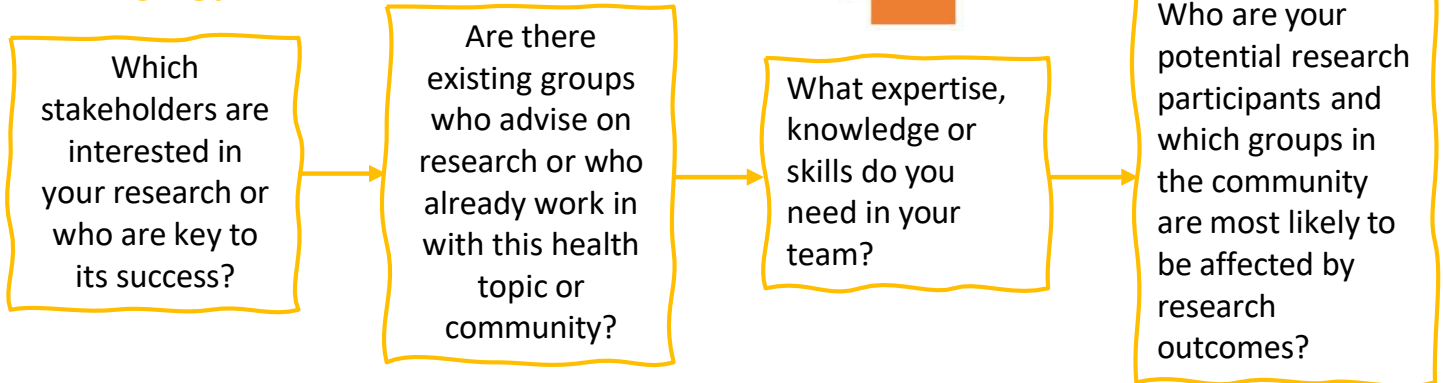 Which
stakeholders are
interested in
your research or
who are key to
its success?
Are there
existing groups
who advise on
research or who
already work in
with this health
topic or
community?
What expertise,
knowledge or
skills do you
need in your
team?
Who are your
potential research
participants and
which groups in
the community
are most likely to
be affected by
research
outcomes?